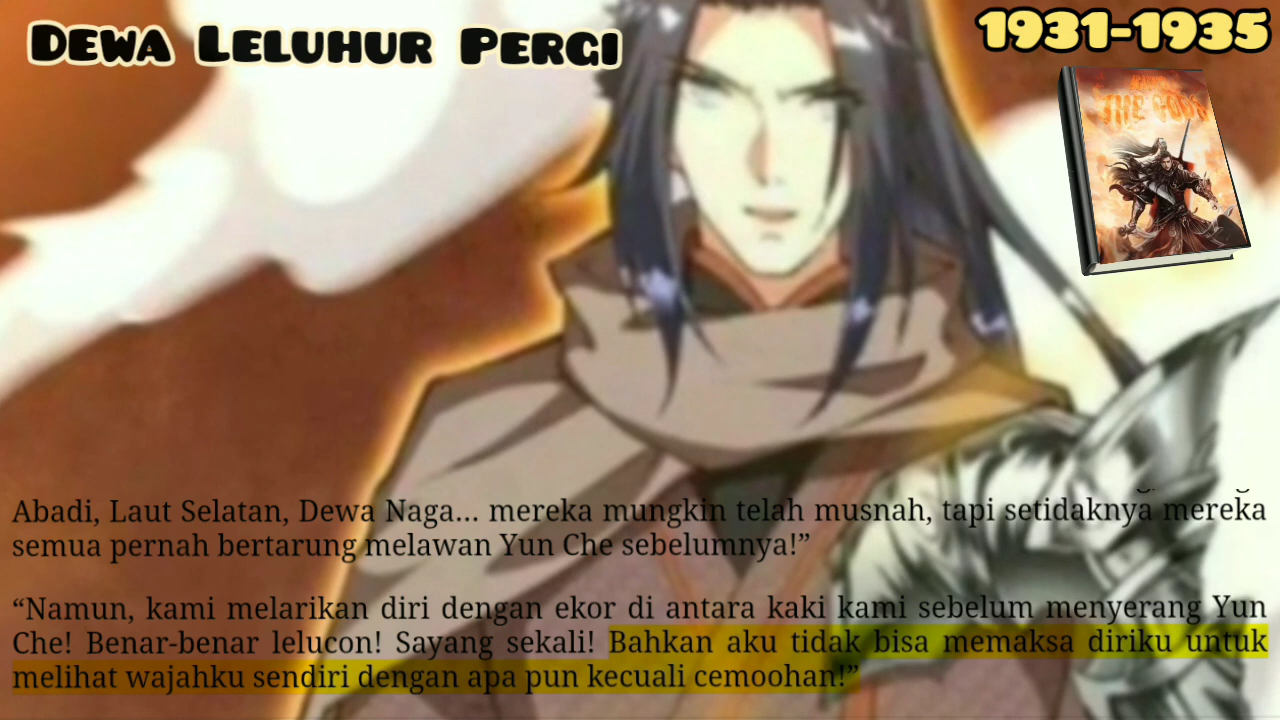 Dewa Leluhur Pergi
1931-1935
THE GODS
Abadi, Laut Selatan, Dewa Naga... mereka mungkin telah musnah, tapi setidaknya mereka
semua pernah bertarung melawan Yun Che sebelumnya!”
“Namun, kami melarikan diri dengan ekor di antara kaki kami sebelum menyerang Yun
Che! Benar-benar lelucon! Sayang sekali! Bahkan aku tidak bisa memaksa diriku untuk
melihat wajahku sendiri dengan apa pun kecuali cemoohan!”